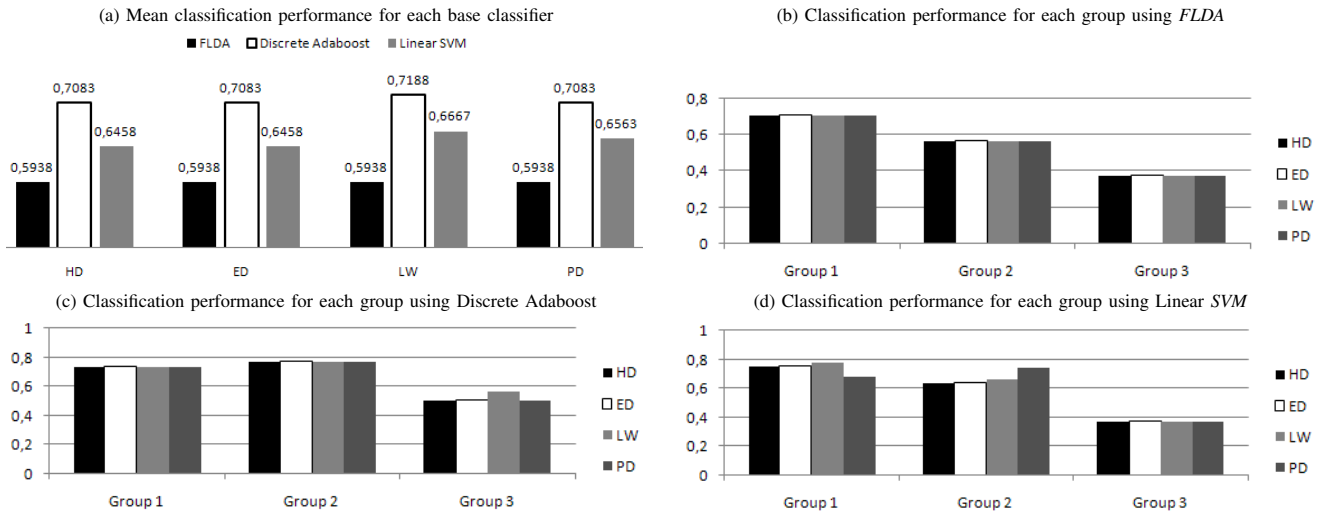 (a) Mean classification performance for each base classifier
FLDA Discrete Adaboost Linear SVM
0,5938 0,7083 0,6458 0,5938 0,7083 0,6458 0,5938 0,7188 0,6667 0,5938 0,7083 0,6563
HD ED LW PD
(b) Classification performance for each group using FLDA
0,8
0,6
0,4
0,2
0
Group 1 Group 2 Group 3
HD
ED
LW
PD
(c) Classification performance for each group using Discrete Adaboost
1
0,8
0,6
0,4
0,2
0
Group 1 Group 2 Group 3
HD
ED
LW
PD
(d) Classification performance for each group using Linear SVM
1
0,8
0,6
0,4
0,2
0
Group 1 Group 2 Group 3
HD
ED
LW
PD